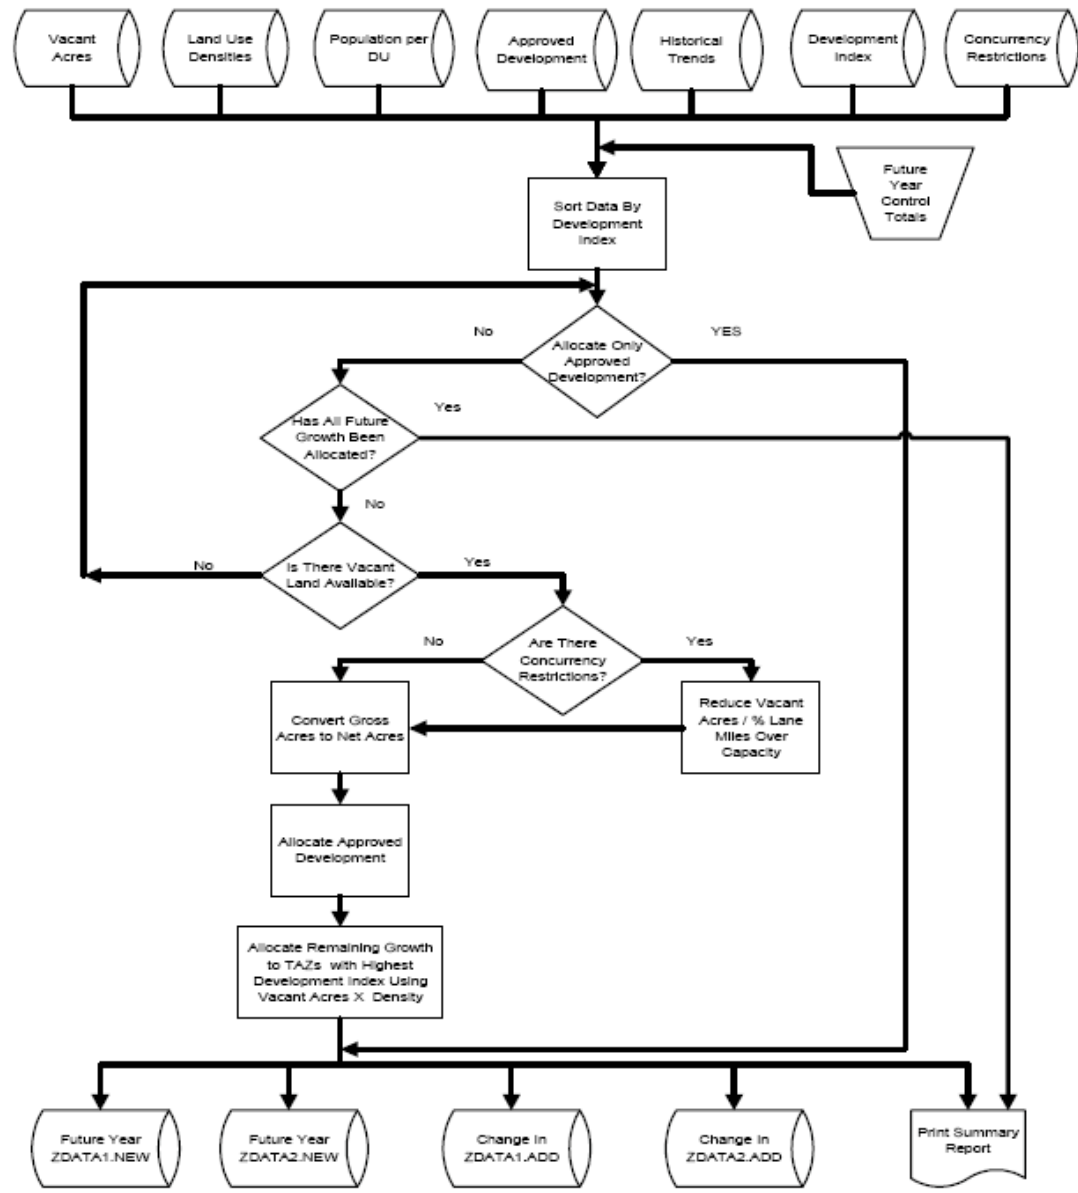 Vacant
Acres
Land Use
Densities
Population per
DU
Approved
Development
Historical
Trends
Development
Index
Concurrency
Restrictions
Future
Year
Control
Totals
Sort Data By
Development
Index
No
YES
Allocate Only
Approved
Development?
Yes
Has All Future
Growth Been
Allocated?
No
No
Is There Vacant
Land Available?
Yes
No
Are There
Concurrency
Restrictions?
Yes
Convert Gross
Acres to Net Acres
Reduce Vacant
Acres / % Lane
Miles Over
Capacity
Allocate Approved
Development
Allocate Remaining Growth
to TAZs with Highest
Development Index Using
Vacant Acres X Density
Future Year
ZDATA1.NEW
Future Year
ZDATA2.NEW
Change in
ZDATA1.ADD
Change in
ZDATA2.ADD
Print Summary
Report